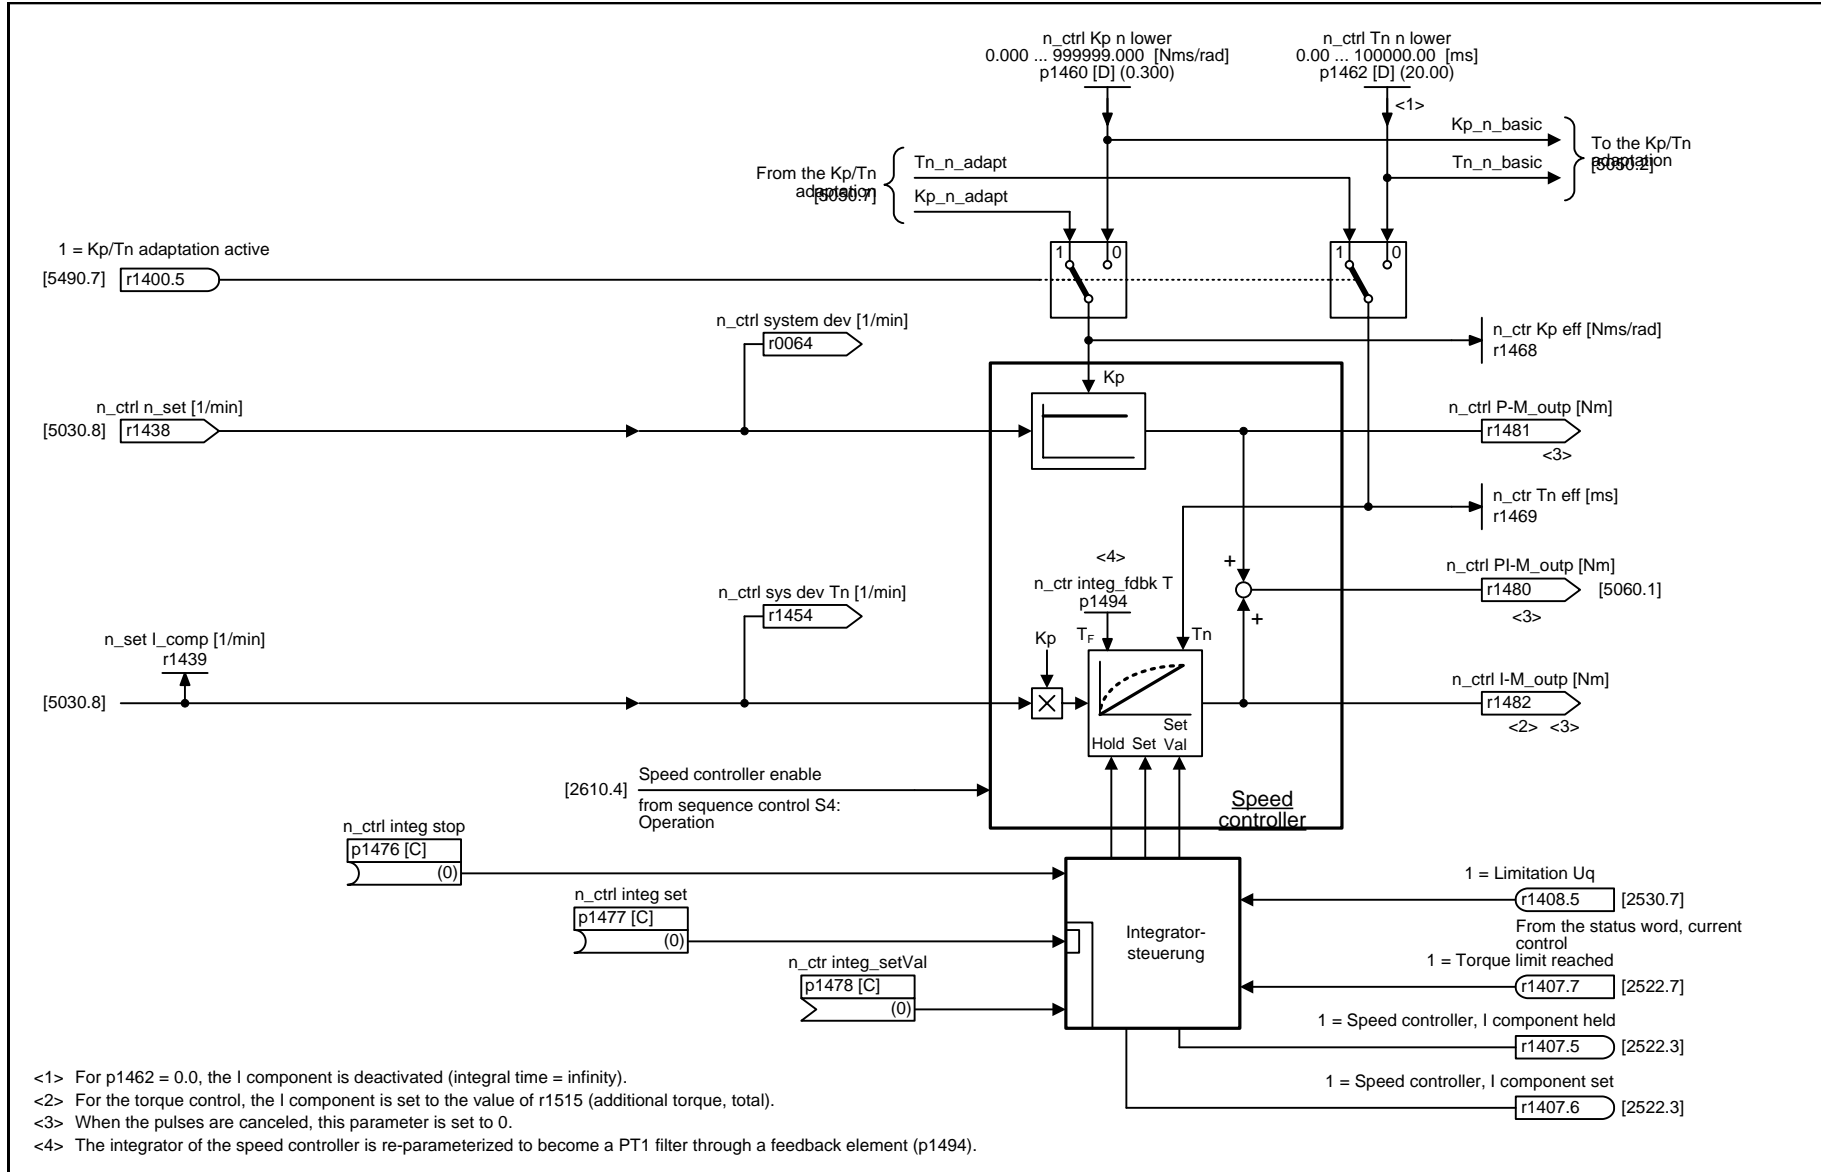 n_ctrl Kp n lower
0.000 ... 999999.000 [Nms/rad]
p1460 [D] (0.300)
n_ctrl Tn n lower
0.00 ... 100000.00 [ms]
p1462 [D] (20.00)
<1>
Kp_n_basic
Tn_n_basic
To the Kp/Tn
adaptation
[5050.2]
From the Kp/Tn
adaptation
[5050.7]
Tn_n_adapt
Kp_n_adapt
1 = Kp/Tn adaptation active
[5490.7] r1400.5
1 0
1 0
n_ctrl system dev [1/min]
r0064
n_ctr Kp eff [Nms/rad]
r1468
Kp
n_ctrl n_set [1/min]
[5030.8] r1438
n_ctrl P-M_outp [Nm]
r1481
<3>
n_ctr Tn eff [ms]
r1469
<4>
n_ctr integ_fdbk T
p1494
+
+
n_ctrl PI-M_outp [Nm]
r1480 [5060.1]
<3>
n_ctrl sys dev Tn [1/min]
r1454
Kp
TF
Tn
n_set I_comp [1/min]
r1439
[5030.8]
n_ctrl I-M_outp [Nm]
r1482
<2> <3>
Set
Hold Set Val
[2610.4] Speed controller enable
from sequence control S4:
Operation
Speed
controller
n_ctrl integ stop
p1476 [C]
(0)
n_ctrl integ set
p1477 [C]
(0)
n_ctr integ_setVal
p1478 [C]
(0)
Integrator-
steuerung
1 = Limitation Uq
r1408.5 [2530.7]
From the status word, current
control
1 = Torque limit reached
r1407.7 [2522.7]
1 = Speed controller, I component held
r1407.5 [2522.3]
1 = Speed controller, I component set
r1407.6 [2522.3]
<1> For p1462 = 0.0, the I component is deactivated (integral time = infinity).
<2> For the torque control, the I component is set to the value of r1515 (additional torque, total).
<3> When the pulses are canceled, this parameter is set to 0.
<4> The integrator of the speed controller is re-parameterized to become a PT1 filter through a feedback element (p1494).